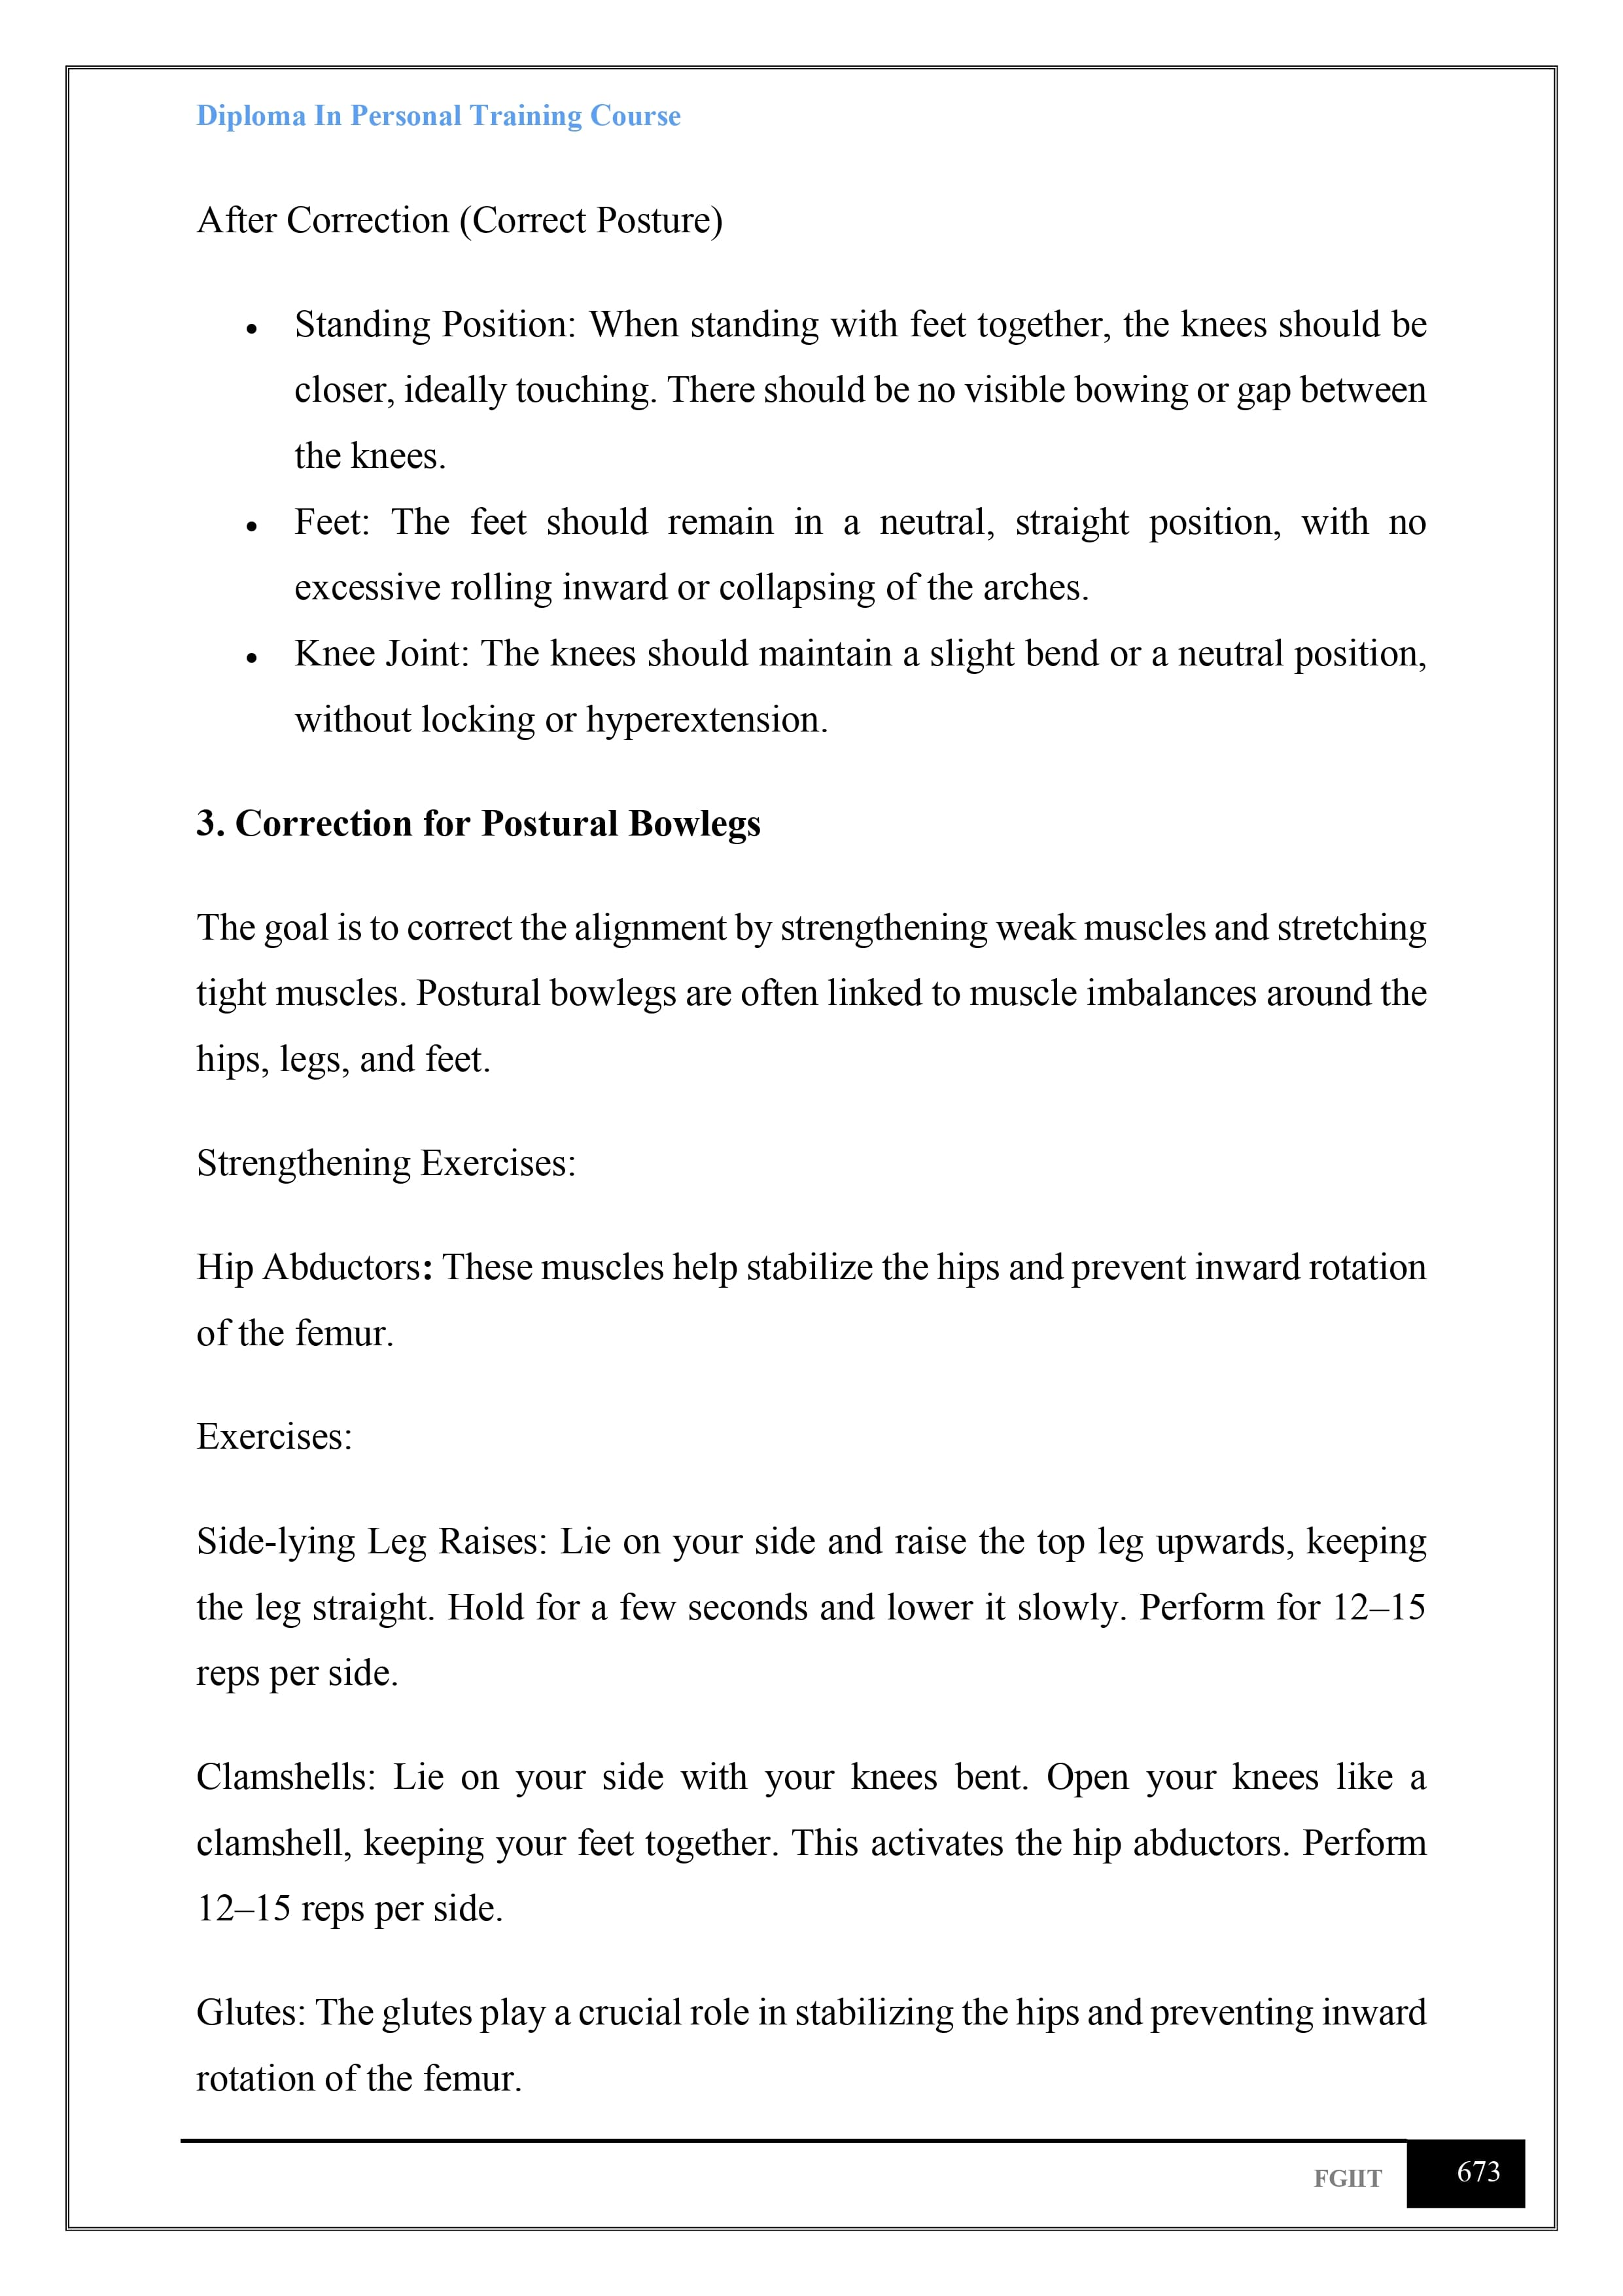 Diploma In Personal Training Course
After Correction (Correct Posture)
• Standing Position: When standing with feet together, the knees should be
closer, ideally touching. There should be no visible bowing or gap between
the knees.
• Feet: The feet should remain in a neutral, straight position, with no
excessive rolling inward or collapsing of the arches.
• Knee Joint: The knees should maintain a slight bend or a neutral position,
without locking or hyperextension.
3. Correction for Postural Bowlegs
The goal is to correct the alignment by strengthening weak muscles and stretching
tight muscles. Postural bowlegs are often linked to muscle imbalances around the
hips, legs, and feet.
Strengthening Exercises:
Hip Abductors: These muscles help stabilize the hips and prevent inward rotation
of the femur.
Exercises:
Side-lying Leg Raises: Lie on your side and raise the top leg upwards, keeping
the leg straight. Hold for a few seconds and lower it slowly. Perform for 12–15
reps per side.
Clamshells: Lie on your side with your knees bent. Open your knees like a
clamshell, keeping your feet together. This activates the hip abductors. Perform
12–15 reps per side.
Glutes: The glutes play a crucial role in stabilizing the hips and preventing inward
rotation of the femur.
FGIIT 673